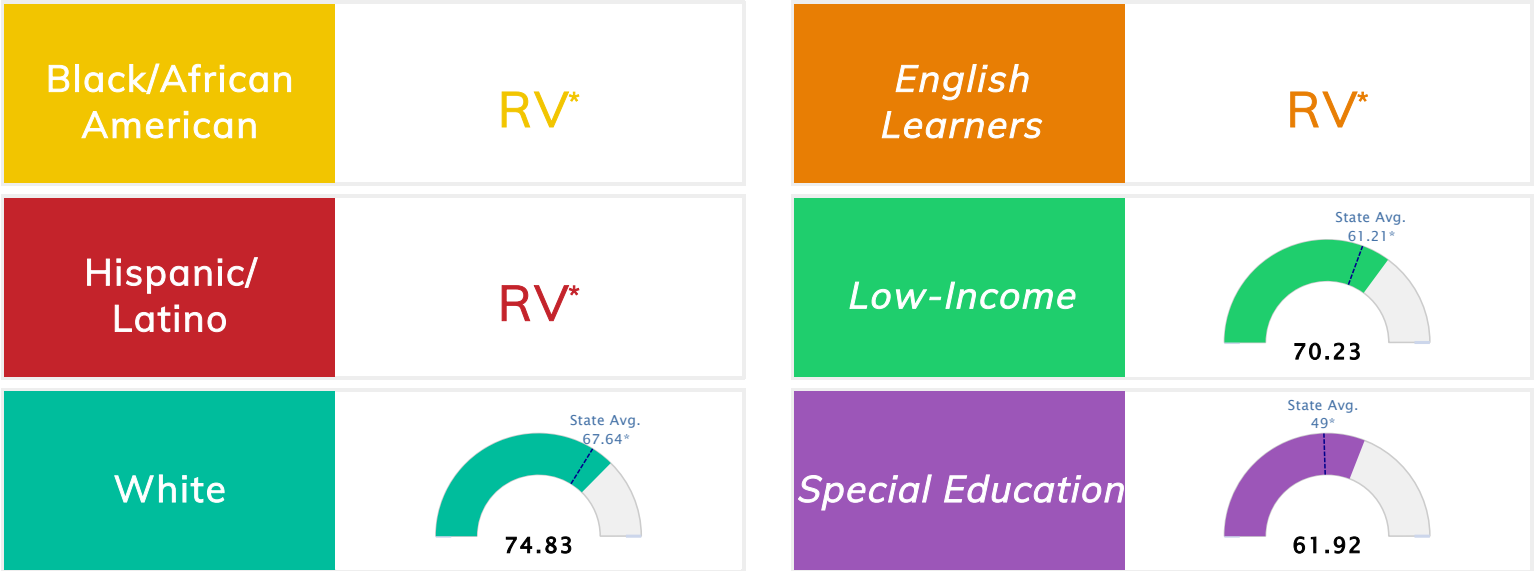 Black/African
American
RV*
English
Learners
RV*
Hispanic/
Latino
RV*
Low-Income
State Avg.
61.21*
70.23
White
State Avg.
67.64*
74.83
Special Education
State Avg.
49*
61.92